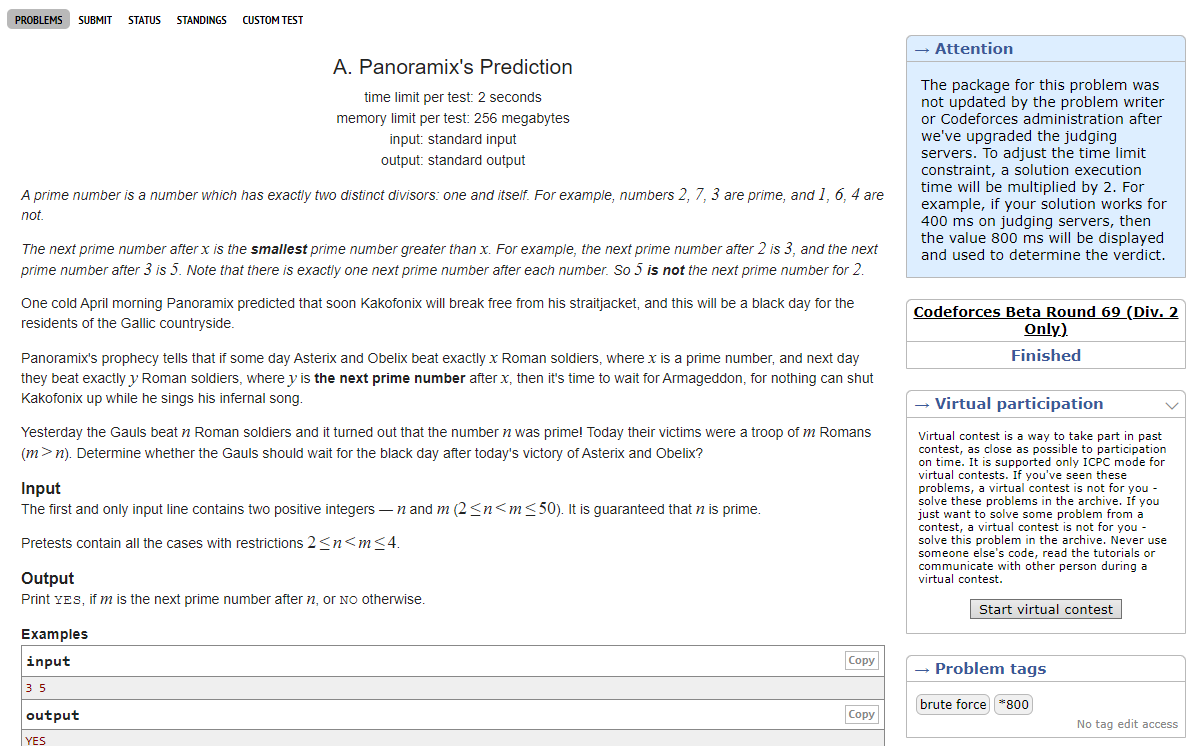 PROBLEMS SUBMIT STATUS STANDINGS CUSTOM TEST
A. Panoramix's Prediction
time limit per test: 2 seconds
memory limit per test: 256 megabytes
input: standard input
output: standard output
A prime number is a number which has exactly two distinct divisors: one and itself. For example, numbers 2, 7, 3 are prime, and 1, 6, 4 are
not.
The next prime number after x is the smallest prime number greater than x. For example, the next prime number after 2 is 3, and the next
prime number after 3 is 5. Note that there is exactly one next prime number after each number. So 5 is not the next prime number for 2.
One cold April morning Panoramix predicted that soon Kakofonix will break free from his straitjacket, and this will be a black day for the
residents of the Gallic countryside.
Panoramix's prophecy tells that if some day Asterix and Obelix beat exactly x Roman soldiers, where x is a prime number, and next day
they beat exactly y Roman soldiers, where y is the next prime number after x, then it's time to wait for Armageddon, for nothing can shut
Kakofonix up while he sings his infernal song.
Yesterday the Gauls beat n Roman soldiers and it turned out that the number n was prime! Today their victims were a troop of m Romans
(m > n). Determine whether the Gauls should wait for the black day after today's victory of Asterix and Obelix?
Input
The first and only input line contains two positive integers — n and m (2 ≤ n < m ≤ 50). It is guaranteed that n is prime.
Pretests contain all the cases with restrictions 2 ≤ n < m ≤ 4.
Output
Print YES, if m is the next prime number after n, or NO otherwise.
Examples
input Copy
3 5
output Copy
YES
→ Attention
The package for this problem was
not updated by the problem writer
or Codeforces administration after
we've upgraded the judging
servers. To adjust the time limit
constraint, a solution execution
time will be multiplied by 2. For
example, if your solution works for
400 ms on judging servers, then
the value 800 ms will be displayed
and used to determine the verdict.
Codeforces Beta Round 69 (Div. 2
Only)
Finished
→ Virtual participation
Virtual contest is a way to take part in past
contest, as close as possible to participation
on time. It is supported only ICPC mode for
virtual contests. If you've seen these
problems, a virtual contest is not for you -
solve these problems in the archive. If you
just want to solve some problem from a
contest, a virtual contest is not for you -
solve this problem in the archive. Never use
someone else's code, read the tutorials or
communicate with other person during a
virtual contest.
Start virtual contest
→ Problem tags
brute force *800
No tag edit access